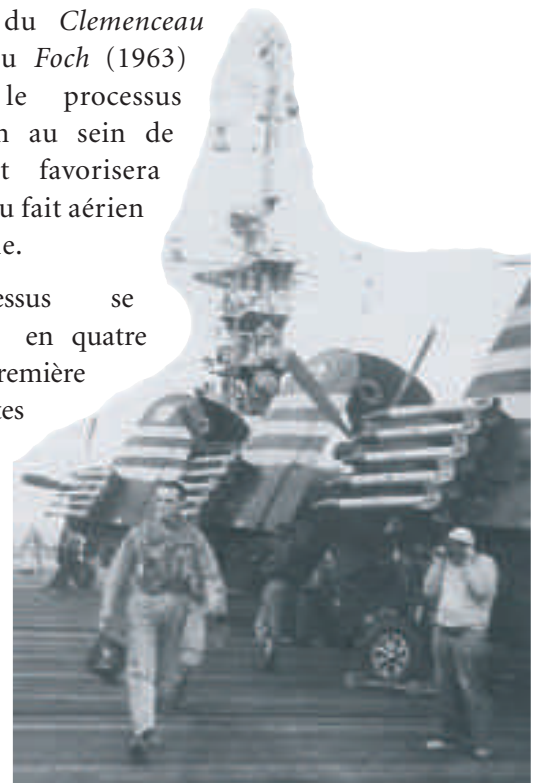 du Clemenceau
u Foch (1963)
le processus
n au sein de
t favorisera
u fait aérien
e.
essus se
en quatre
remière
tes